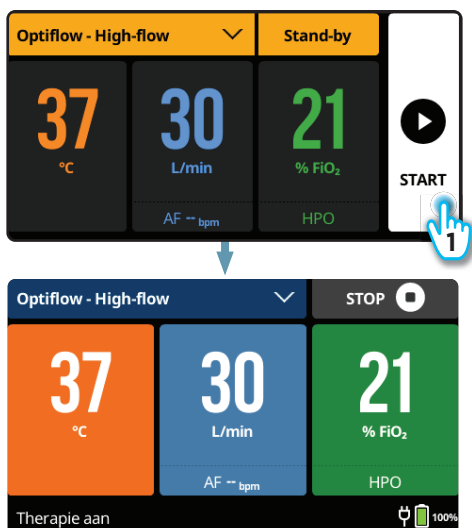 Optiflow - High-flow Stand-by
37 30 21
°C L/min % FiO₂
START
AF -- bpm HPO
1
Optiflow - High-flow STOP
37 30 21
°C L/min % FiO₂
AF -- bpm HPO
Therapie aan 100%